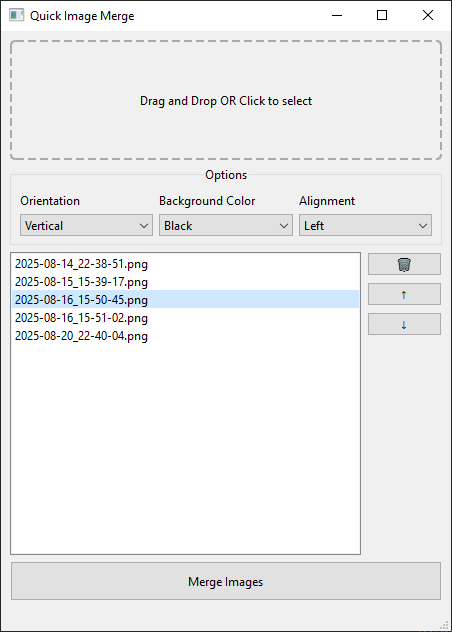 Quick Image Merge
Drag and Drop OR Click to select
Options
Orientation Background Color Alignment
Vertical Black Left
2025-08-14_22-38-51.png
2025-08-15_15-39-17.png
2025-08-16_15-50-45.png
2025-08-16_15-51-02.png
2025-08-20_22-40-04.png
↑
↓
Merge Images